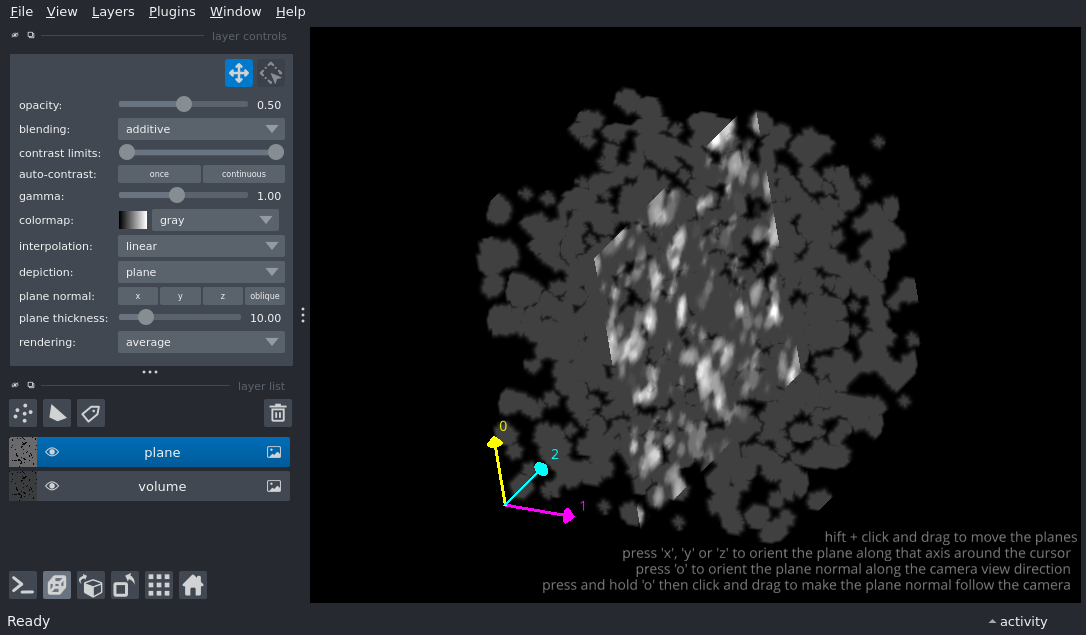 File View Layers Plugins Window Help
layer controls
opacity: 0.50
blending: additive
contrast limits:
auto-contrast: once continuous
gamma: 1.00
colormap: gray
interpolation: linear
depiction: plane
plane normal: x y z oblique
plane thickness: 10.00
rendering: average
layer list
plane
volume
0
2
1
hift + click and drag to move the planes
press 'x', 'y' or 'z' to orient the plane along that axis around the cursor
press 'o' to orient the plane normal along the camera view direction
press and hold 'o' then click and drag to make the plane normal follow the camera
Ready
activity